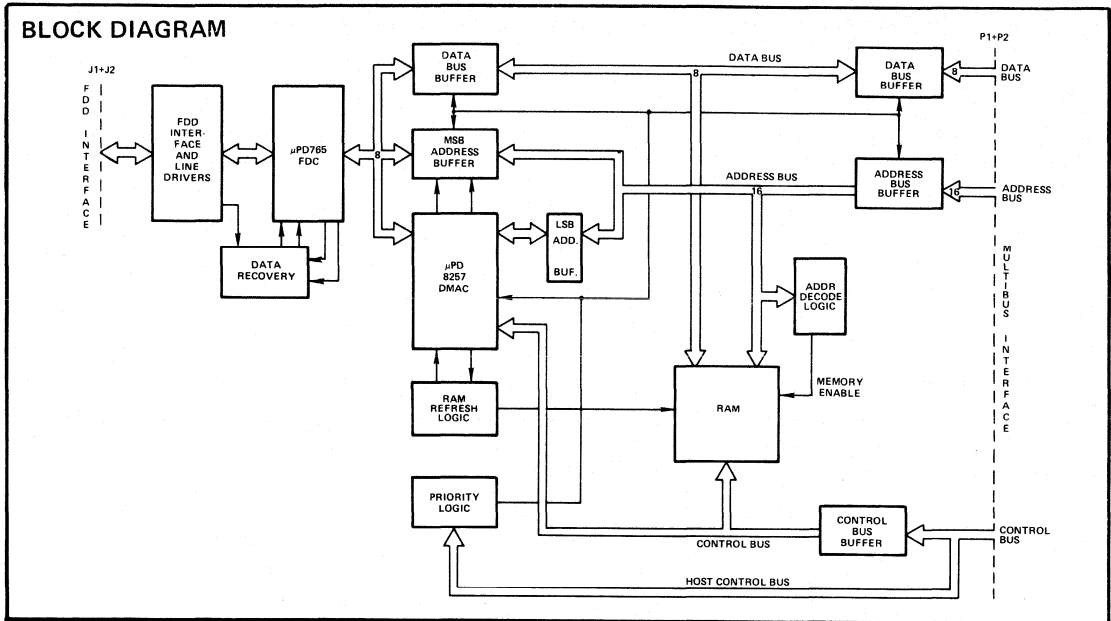 BLOCK DIAGRAM
J1+J2
FDD INTERFACE
FDD
INTER-
FACE
AND
LINE
DRIVERS
µPD765
FDC
DATA
RECOVERY
8
DATA
BUS
BUFFER
MSB
ADDRESS
BUFFER
µPD
8257
DMAC
LSB
ADD.
BUF.
RAM
REFRESH
LOGIC
PRIORITY
LOGIC
DATA BUS
8
ADDRESS BUS
16
DATA
BUS
BUFFER
ADDRESS
BUS
BUFFER
ADDR
DECODE
LOGIC
MEMORY
ENABLE
RAM
CONTROL
BUS
BUFFER
CONTROL BUS
HOST CONTROL BUS
P1+P2
8
DATA
BUS
16
ADDRESS
BUS
MULTIBUS INTERFACE
CONTROL
BUS